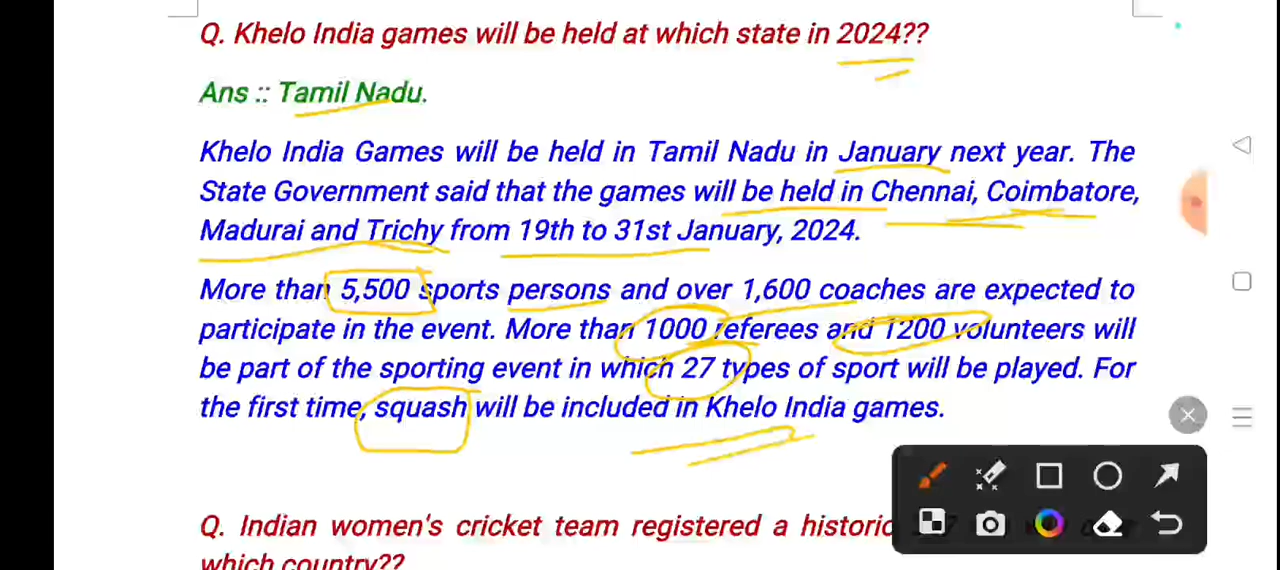 Q. Khelo India games will be held at which state in 2024??
Ans :: Tamil Nadu.
Khelo India Games will be held in Tamil Nadu in January next year. The
State Government said that the games will be held in Chennai, Coimbatore,
Madurai and Trichy from 19th to 31st January, 2024.
More than 5,500 sports persons and over 1,600 coaches are expected to
participate in the event. More than 1000 referees and 1200 volunteers will
be part of the sporting event in which 27 types of sport will be played. For
the first time, squash will be included in Khelo India games.
Q. Indian women's cricket team registered a historic
which country??